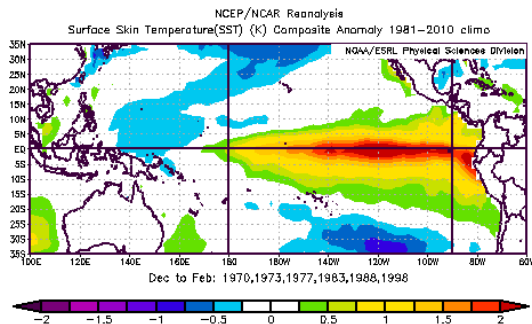 NCEP/NCAR Reanalysis
Surface Skin Temperature(SST) (K) Composite Anomaly 1981-2010 climo
NOAA/ESRL Physical Sciences Division
35N
30N
25N
20N
15N
10N
5N
EQ
5S
10S
15S
20S
25S
30S
35S
100E 120E 140E 160E 180 160W 140W 120W 100W 80W 60W
Dec to Feb: 1970,1973,1977,1983,1988,1998
-2 -1.5 -1 -0.5 0 0.5 1 1.5 2